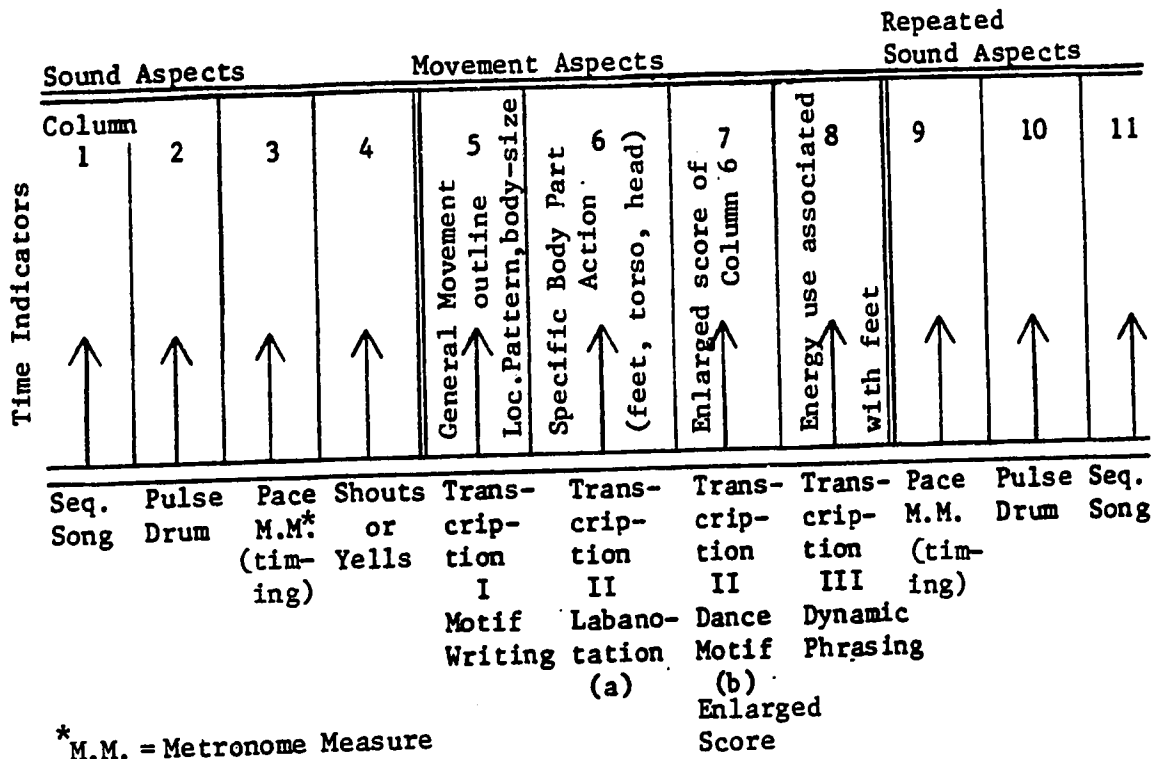 Repeated
Sound Aspects Movement Aspects Sound Aspects
Column
1 2 3 4 5 6 7 8 9 10 11
Time Indicators
General Movement
outline
Loc.Pattern,body-size
Specific Body Part
Action
(feet, torso, head)
Enlarged score of
Column 6
Energy use associated
with feet
Seq.
Song
Pulse
Drum
Pace
M.M.*
(tim-
ing)
Shouts
or
Yells
Trans-
crip-
tion
I
Motif
Writing
Trans-
crip-
tion
II
Labano-
tation
(a)
Trans-
crip-
tion
II
Dance
Motif
(b)
Enlarged
Score
Trans-
crip-
tion
III
Dynamic
Phrasing
Pace
M.M.
(tim-
ing)
Pulse
Drum
Seq.
Song
*M.M. = Metronome Measure